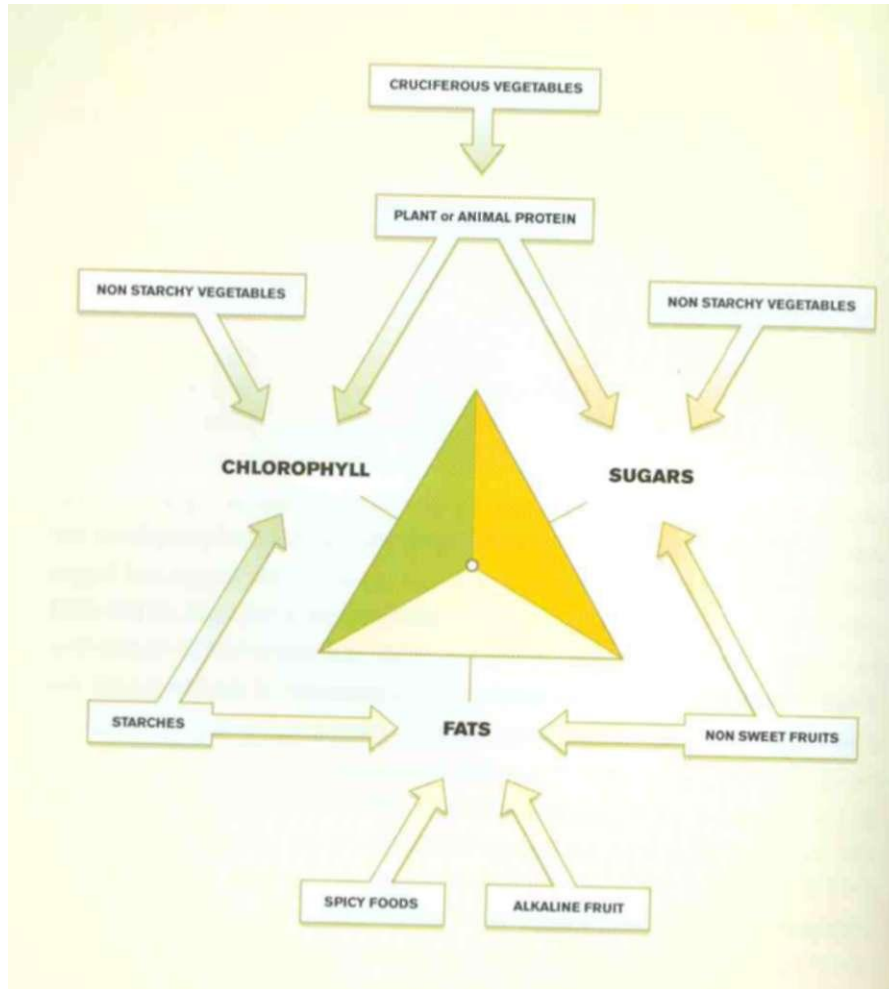 CRUCIFEROUS VEGETABLES
PLANT or ANIMAL PROTEIN
NON STARCHY VEGETABLES
NON STARCHY VEGETABLES
CHLOROPHYLL
SUGARS
STARCHES
FATS
NON SWEET FRUITS
SPICY FOODS
ALKALINE FRUIT